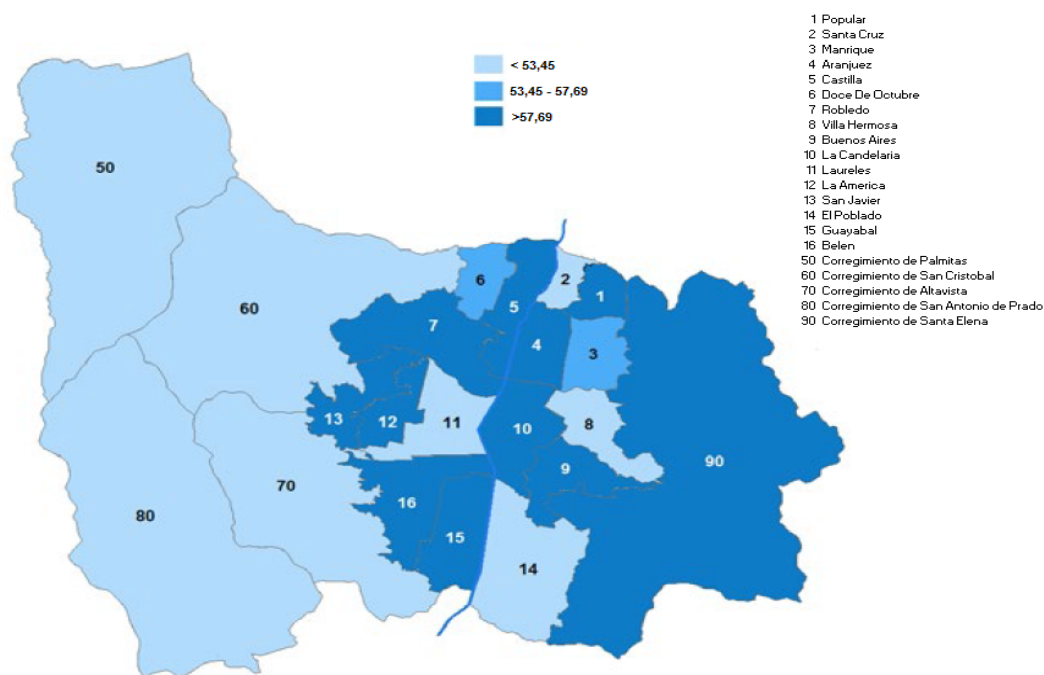 < 53,45
53,45 - 57,69
>57,69
1 Popular
2 Santa Cruz
3 Manrique
4 Aranjuez
5 Castilla
6 Doce De Octubre
7 Robledo
8 Villa Hermosa
9 Buenos Aires
10 La Candelaria
11 Laureles
12 La America
13 San Javier
14 El Poblado
15 Guayabal
16 Belen
50 Corregimiento de Palmitas
60 Corregimiento de San Cristobal
70 Corregimiento de Altavista
80 Corregimiento de San Antonio de Prado
90 Corregimiento de Santa Elena
50
60
6
5
2
1
7
4
3
13
12
11
10
8
9
90
70
16
80
15
14